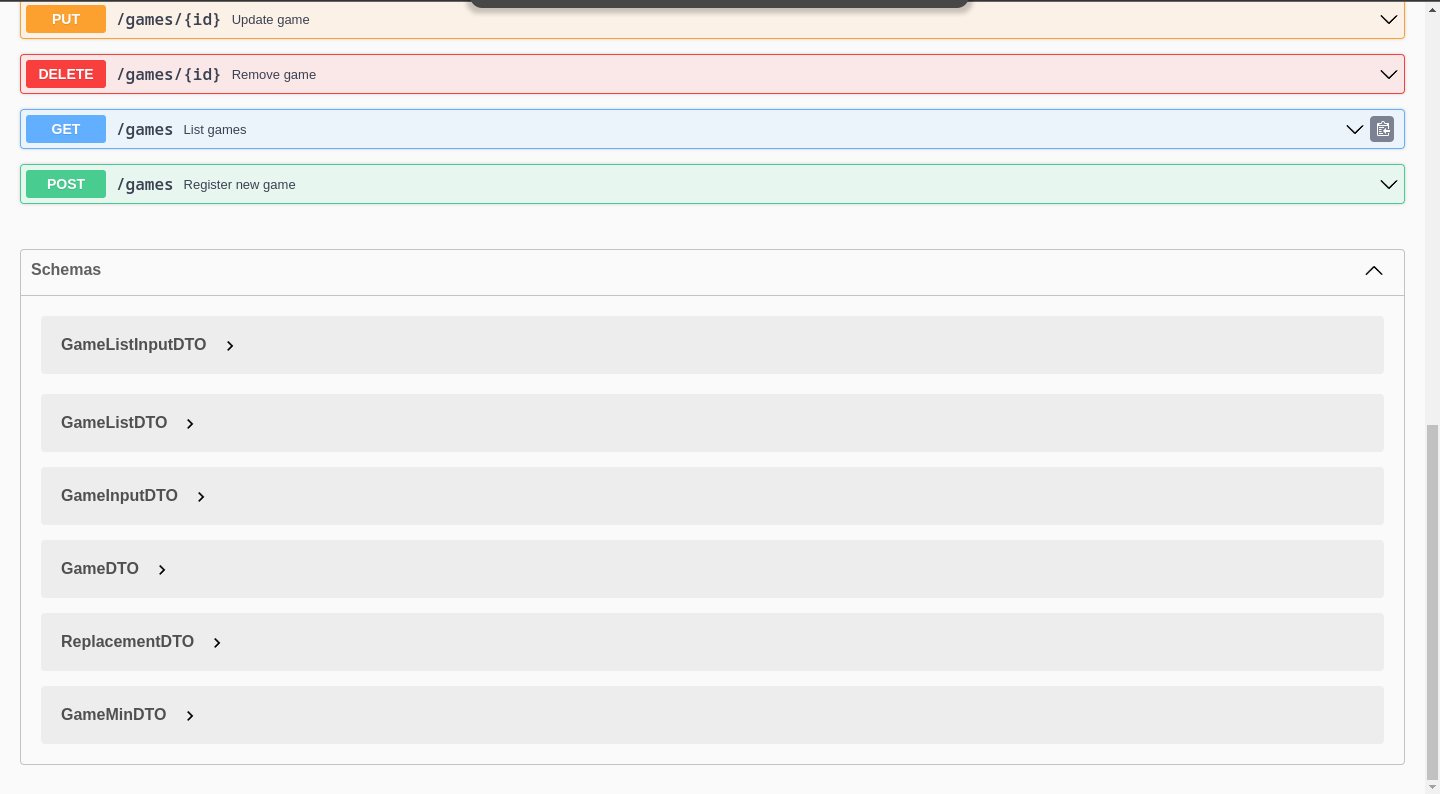 PUT /games/{id} Update game
DELETE /games/{id} Remove game
GET /games List games
POST /games Register new game
Schemas
GameListInputDTO
GameListDTO
GameInputDTO
GameDTO
ReplacementDTO
GameMinDTO